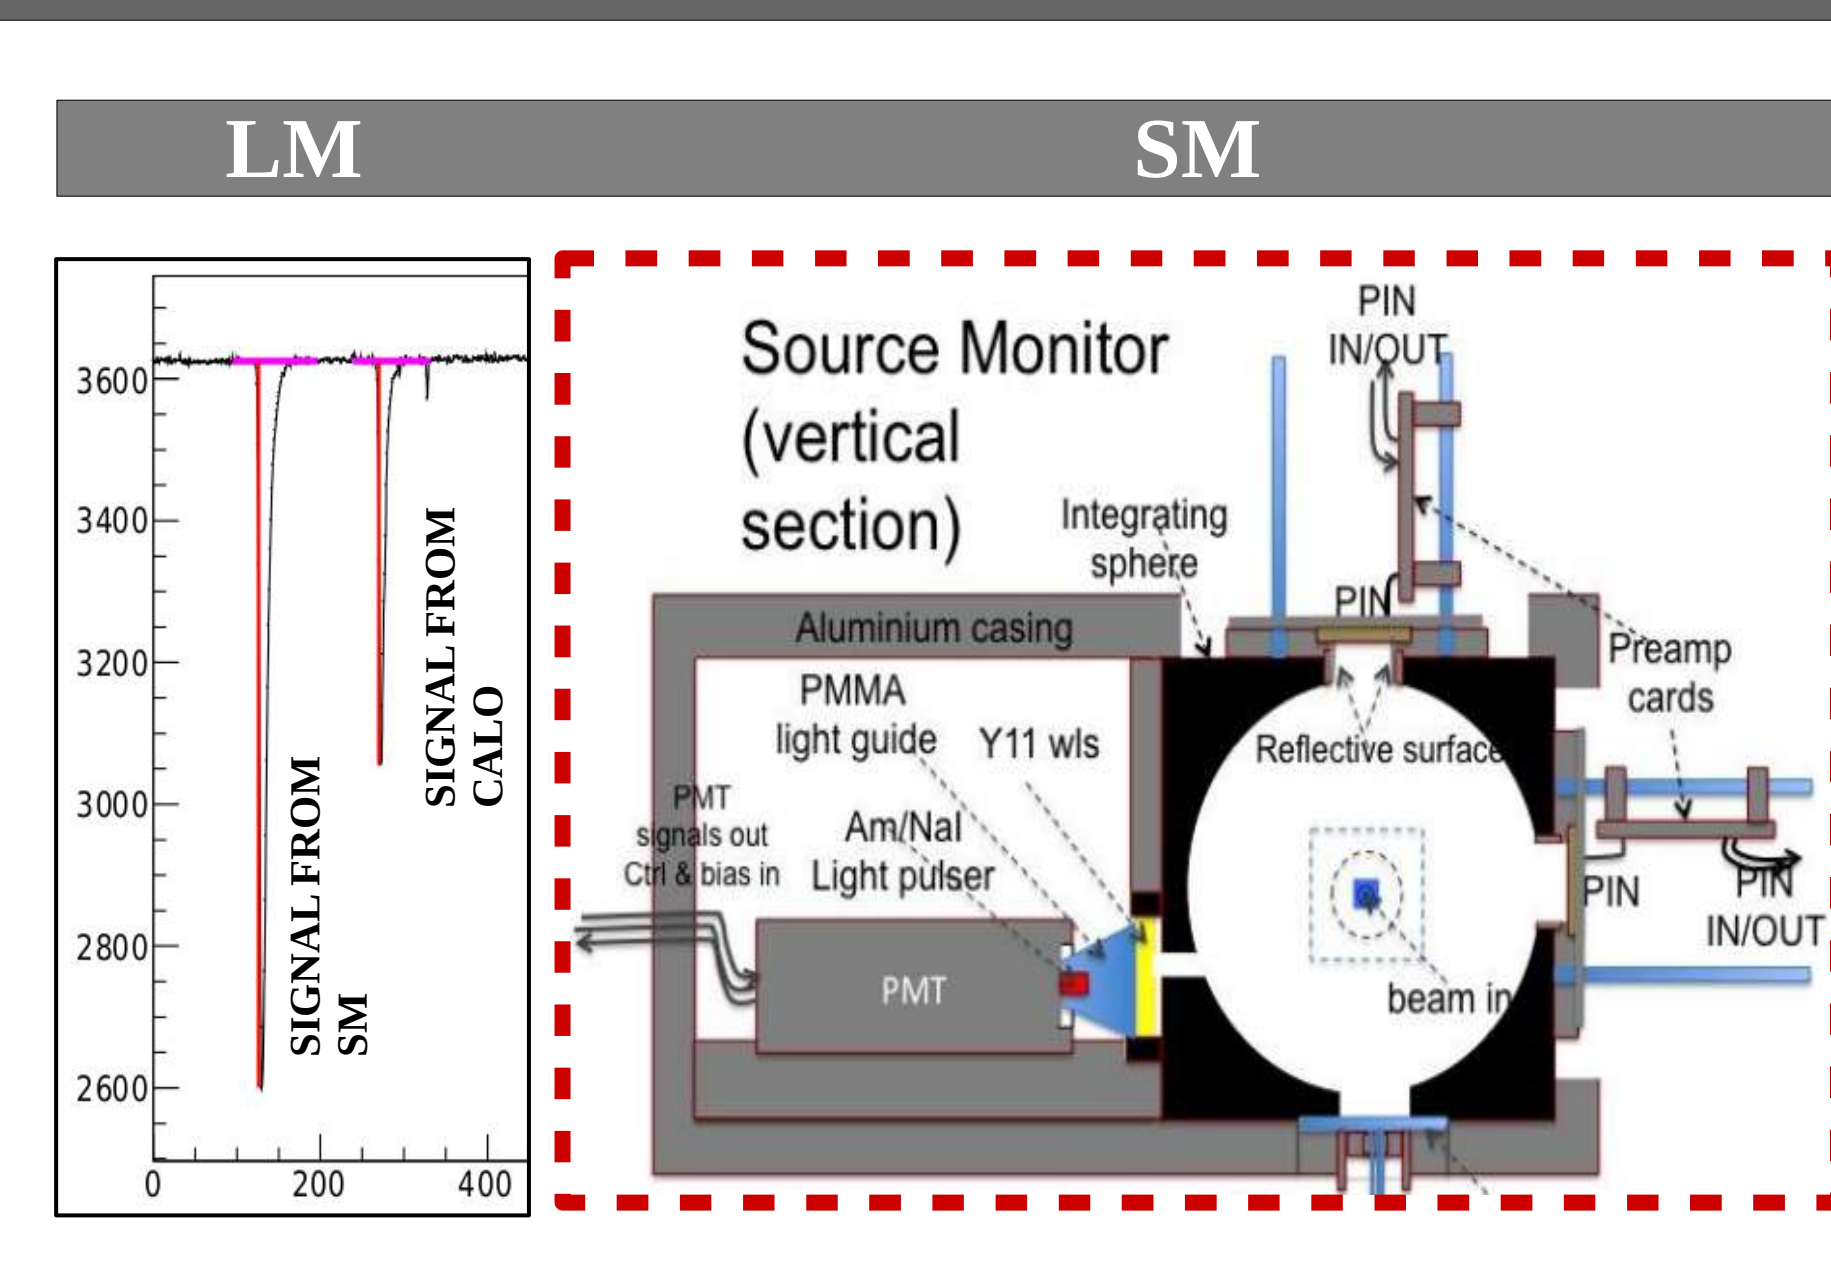 LM
SM
3600
3400
3200
3000
2800
2600
0
200
400
SIGNAL FROM
SM
SIGNAL FROM
CALO
Source Monitor
(vertical
section)
PIN
IN/OUT
Integrating
sphere
PIN
Aluminium casing
Preamp
cards
PMMA
light guide
Y11 wls
Reflective surface
PMT
signals out
Ctrl & bias in
Am/NaI
Light pulser
PIN
PIN
IN/OUT
PMT
beam in